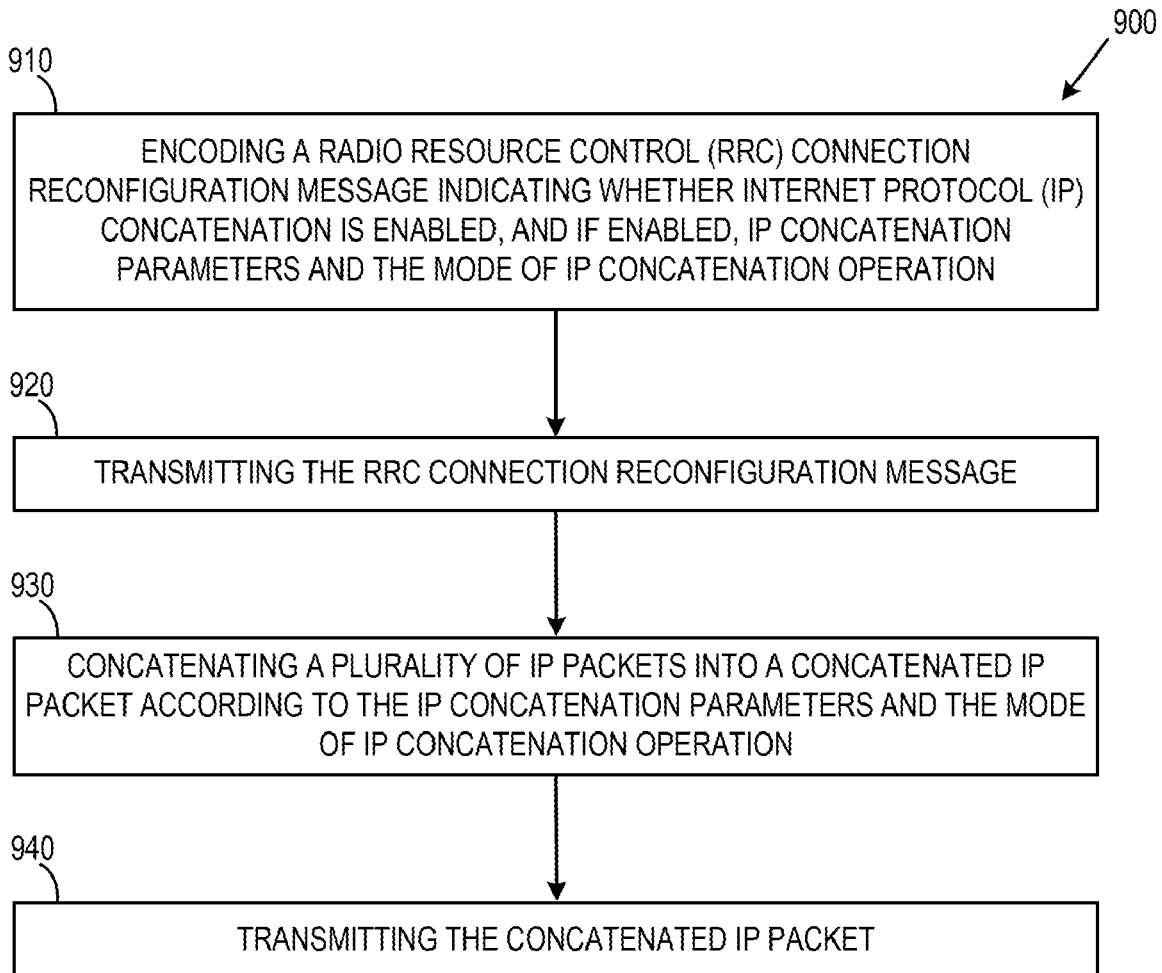 900
910
ENCODING A RADIO RESOURCE CONTROL (RRC) CONNECTION
RECONFIGURATION MESSAGE INDICATING WHETHER INTERNET PROTOCOL (IP)
CONCATENATION IS ENABLED, AND IF ENABLED, IP CONCATENATION
PARAMETERS AND THE MODE OF IP CONCATENATION OPERATION
920
TRANSMITTING THE RRC CONNECTION RECONFIGURATION MESSAGE
930
CONCATENATING A PLURALITY OF IP PACKETS INTO A CONCATENATED IP
PACKET ACCORDING TO THE IP CONCATENATION PARAMETERS AND THE MODE
OF IP CONCATENATION OPERATION
940
TRANSMITTING THE CONCATENATED IP PACKET